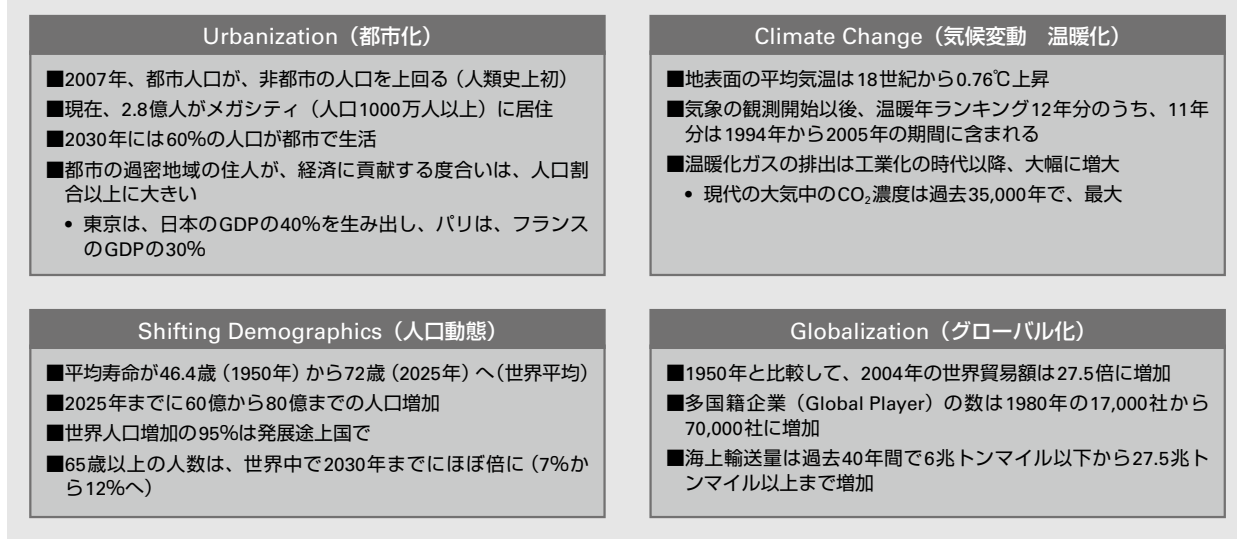 Urbanization（都市化）
■2007年、都市人口が、非都市の人口を上回る（人類史上初）
■現在、2.8億人がメガシティ（人口1000万人以上）に居住
■2030年には60%の人口が都市で生活
■都市の過密地域の住人が、経済に貢献する度合いは、人口割
合以上に大きい
• 東京は、日本のGDPの40%を生み出し、パリは、フランス
のGDPの30%
Climate Change（気候変動　温暖化）
■地表面の平均気温は18世紀から0.76℃上昇
■気象の観測開始以後、温暖年ランキング12年分のうち、11年
分は1994年から2005年の期間に含まれる
■温暖化ガスの排出は工業化の時代以降、大幅に増大
• 現代の大気中のCO₂濃度は過去35,000年で、最大
Shifting Demographics（人口動態）
■平均寿命が46.4歳（1950年）から72歳（2025年）へ（世界平均）
■2025年までに60億から80億までの人口増加
■世界人口増加の95%は発展途上国で
■65歳以上の人数は、世界中で2030年までにほぼ倍に（7%か
ら12%へ）
Globalization（グローバル化）
■1950年と比較して、2004年の世界貿易額は27.5倍に増加
■多国籍企業（Global Player）の数は1980年の17,000社から
70,000社に増加
■海上輸送量は過去40年間で6兆トンマイル以下から27.5兆ト
ンマイル以上まで増加